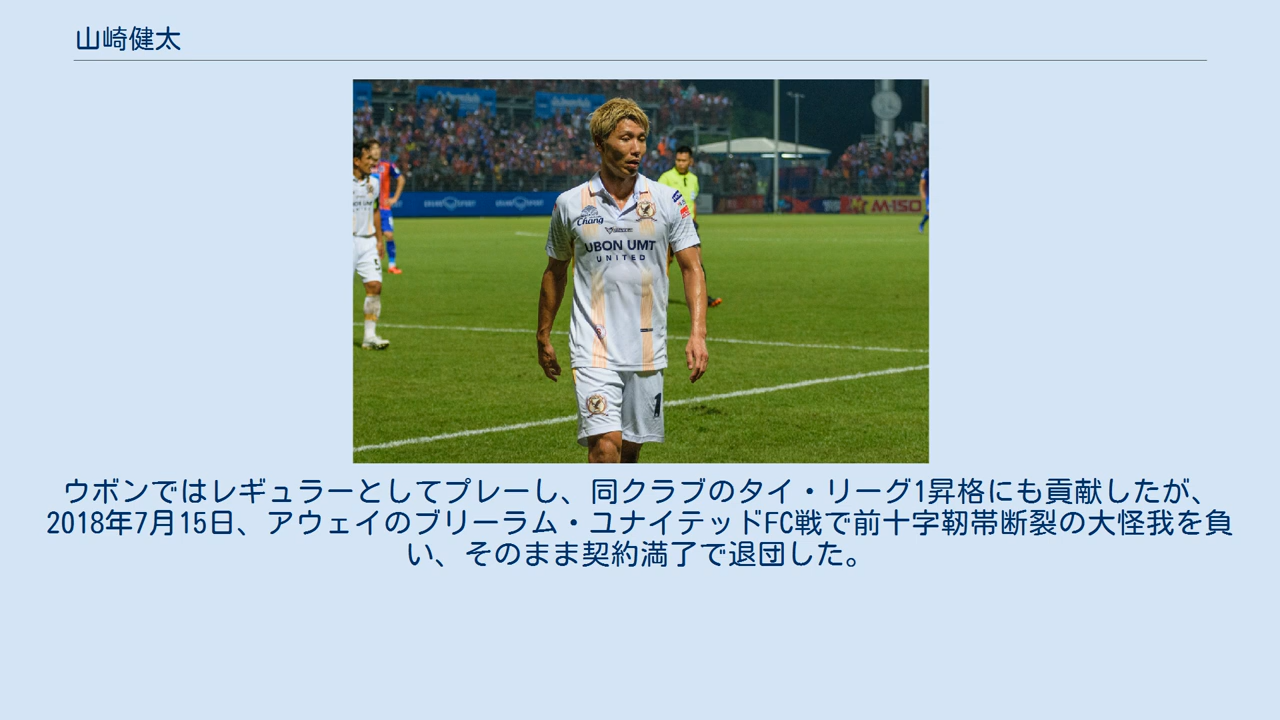 山崎健太
Chang
UBON UMT
UNITED
M-150
1
ウボンではレギュラーとしてプレーし、同クラブのタイ・リーグ1昇格にも貢献したが、
2018年7月15日、アウェイのブリーラム・ユナイテッドFC戦で前十字靭帯断裂の大怪我を負
い、そのまま契約満了で退団した。